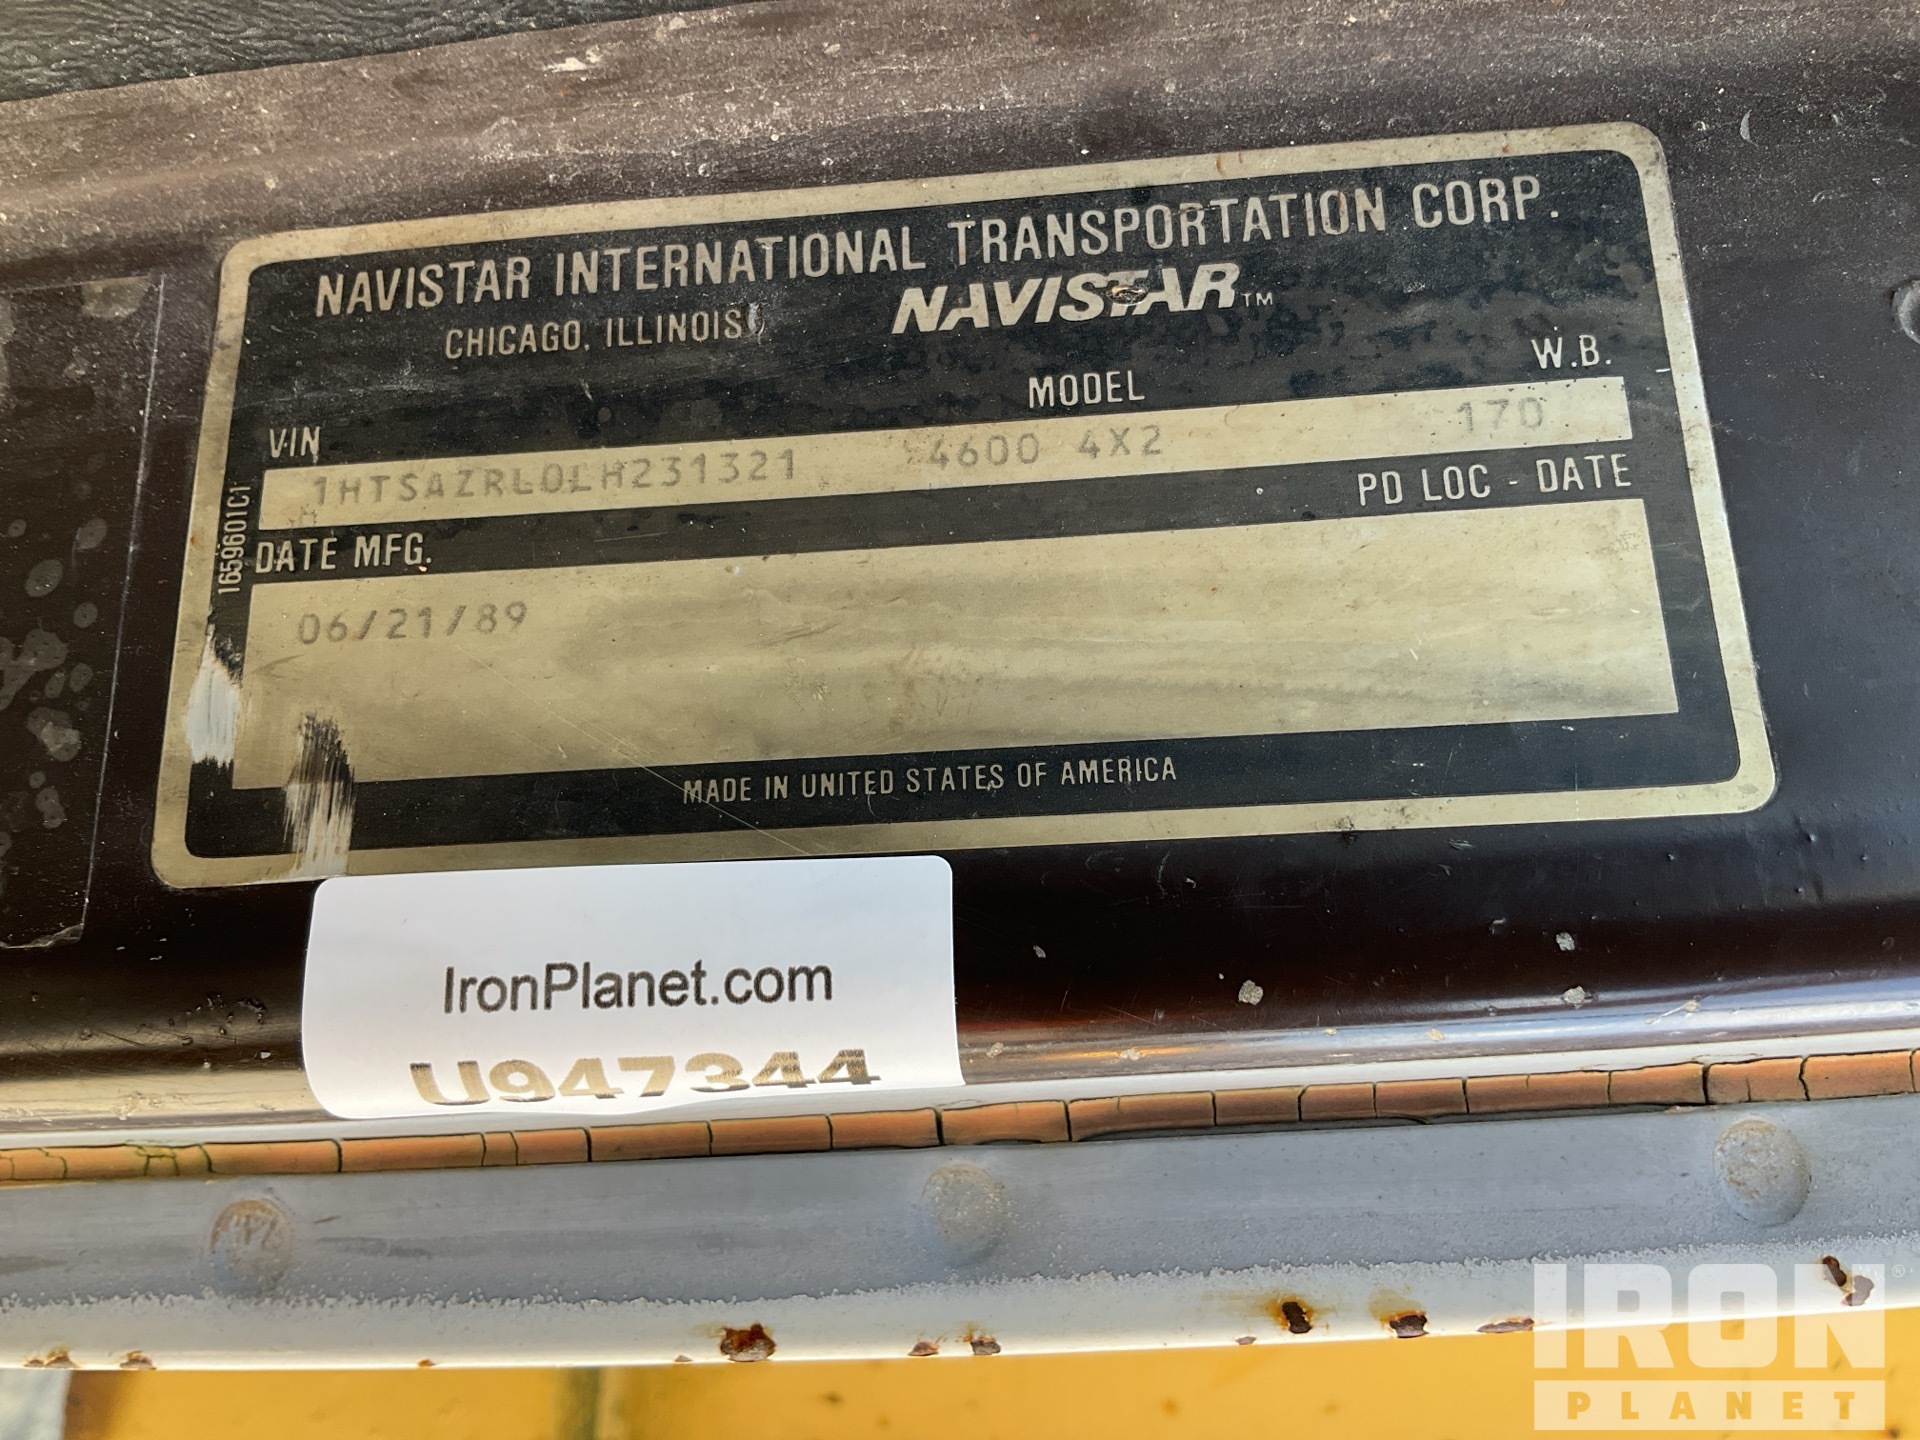 NAVISTAR INTERNATIONAL TRANSPORTATION CORP.
CHICAGO, ILLINOIS
NAVISTAR™
VIN
MODEL
W.B.
1HTSAZRL0LH231321
4600 4X2
170
DATE MFG.
PD LOC - DATE
06/21/89
1659601C1
MADE IN UNITED STATES OF AMERICA
IronPlanet.com
U947344
IRON®
PLANET